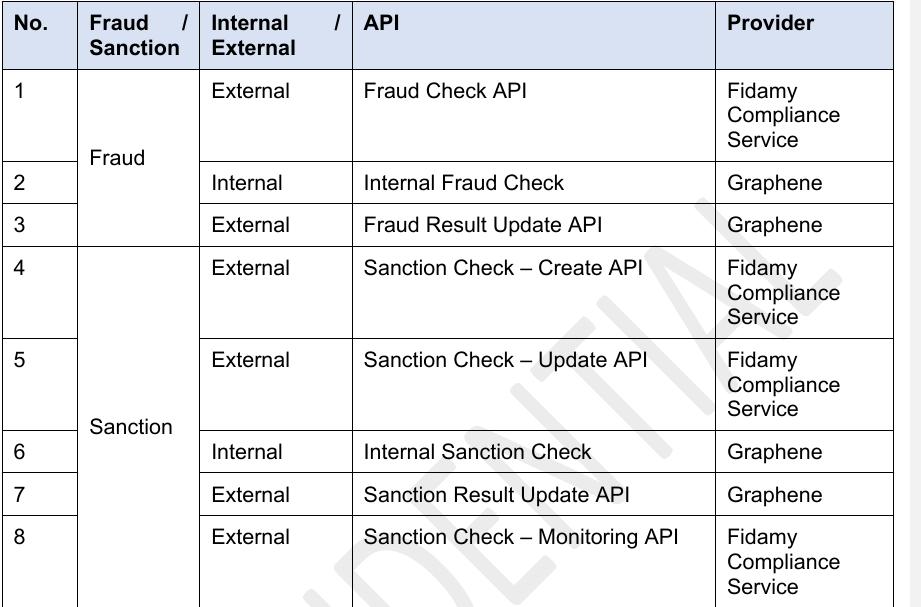 No. Fraud / Sanction Internal / External API Provider
1 Fraud External Fraud Check API Fidamy Compliance Service
2 Internal Internal Fraud Check Graphene
3 External Fraud Result Update API Graphene
4 Sanction External Sanction Check – Create API Fidamy Compliance Service
5 External Sanction Check – Update API Fidamy Compliance Service
6 Internal Internal Sanction Check Graphene
7 External Sanction Result Update API Graphene
8 External Sanction Check – Monitoring API Fidamy Compliance Service
IDENTIAL